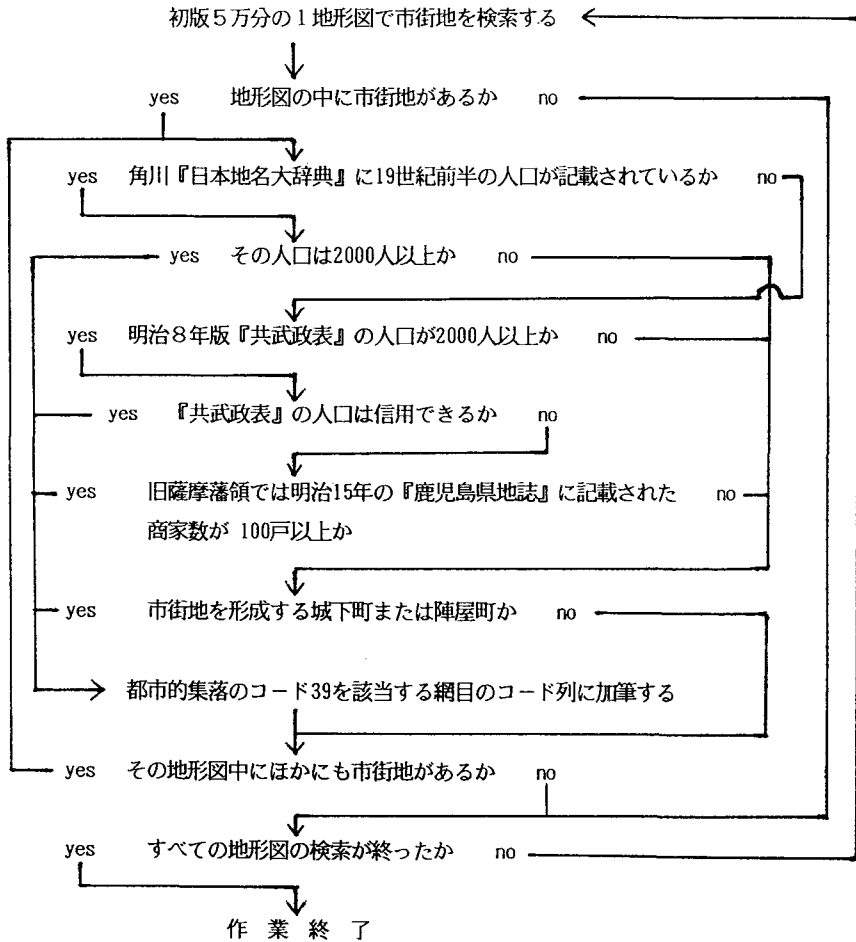 初版５万分の１地形図で市街地を検索する
yes 地形図の中に市街地があるか no
yes 角川『日本地名大辞典』に19世紀前半の人口が記載されているか no
yes その人口は2000人以上か no
yes 明治８年版『共武政表』の人口が2000人以上か no
yes 『共武政表』の人口は信用できるか no
yes 旧薩摩藩領では明治15年の『鹿児島県地誌』に記載された no
商家数が 100戸以上か
yes 市街地を形成する城下町または陣屋町か no
都市的集落のコード39を該当する網目のコード列に加筆する
yes その地形図中にほかにも市街地があるか no
yes すべての地形図の検索が終ったか no
作 業 終 了